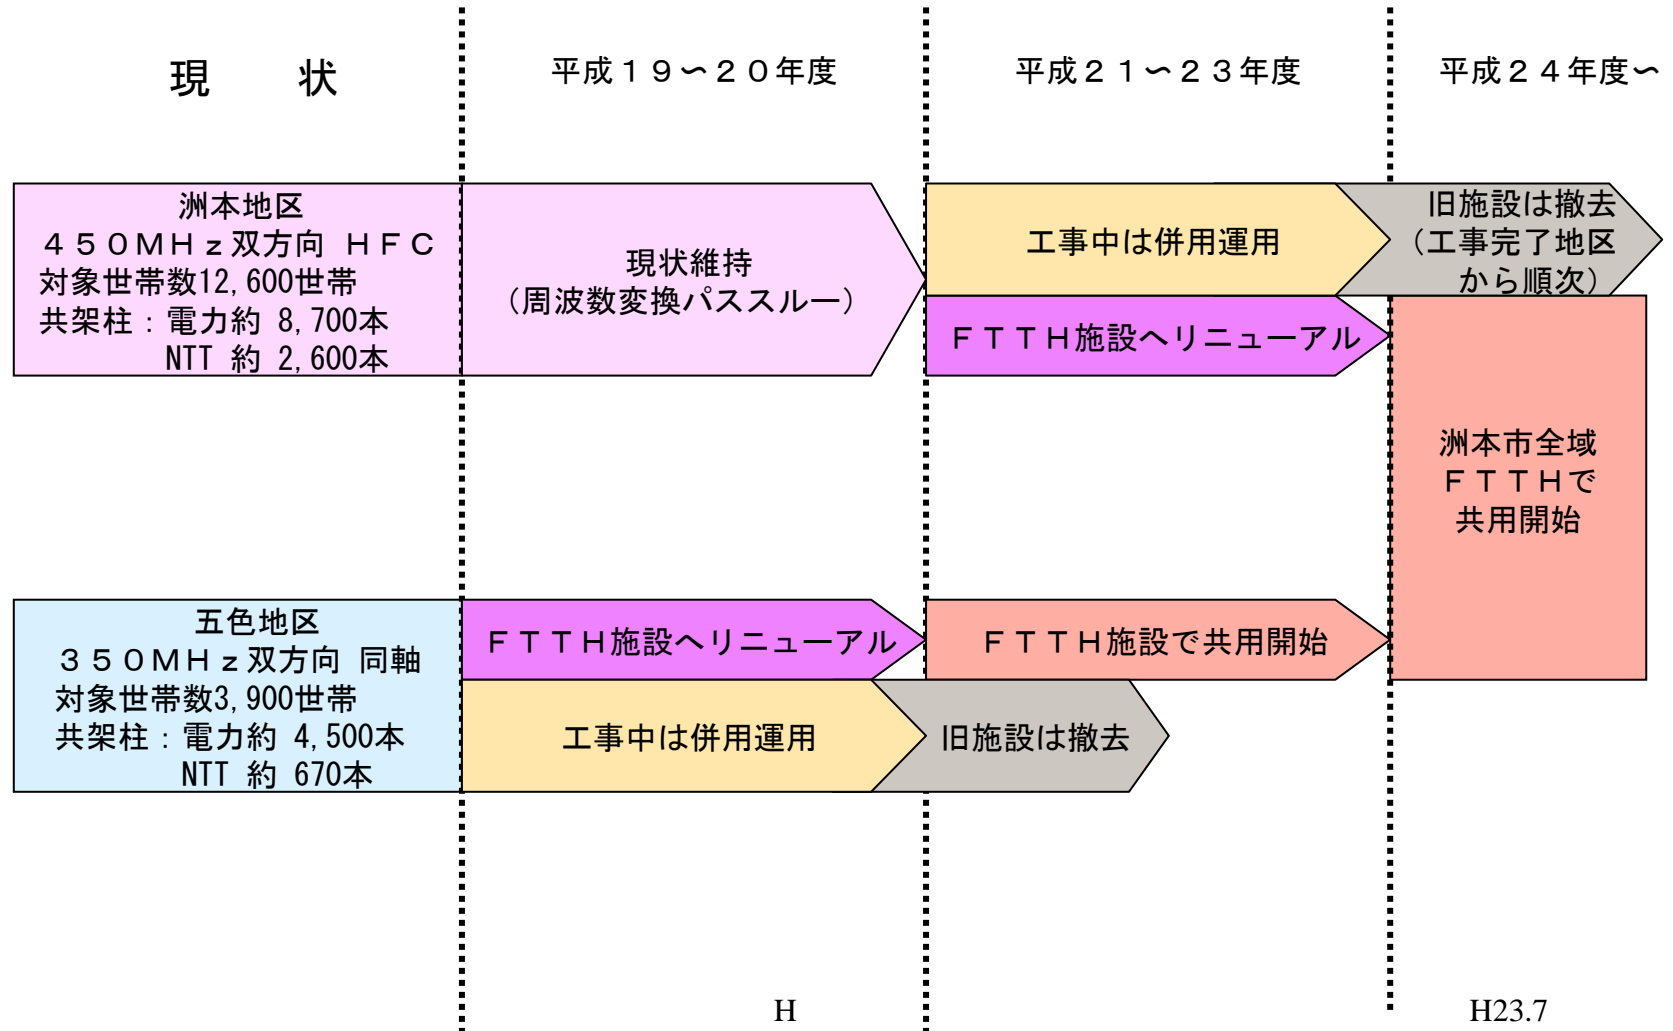 現　　状
平成１９～２０年度
平成２１～２３年度
平成２４年度～
洲本地区
４５０ＭＨｚ双方向 ＨＦＣ
対象世帯数12,600世帯
共架柱：電力約 8,700本
NTT 約 2,600本
現状維持
（周波数変換パススルー）
工事中は併用運用
旧施設は撤去
（工事完了地区
から順次）
ＦＴＴＨ施設へリニューアル
洲本市全域
ＦＴＴＨで
共用開始
五色地区
３５０ＭＨｚ双方向 同軸
対象世帯数3,900世帯
共架柱：電力約 4,500本
NTT 約 670本
ＦＴＴＨ施設へリニューアル
ＦＴＴＨ施設で共用開始
工事中は併用運用
旧施設は撤去
H
H23.7